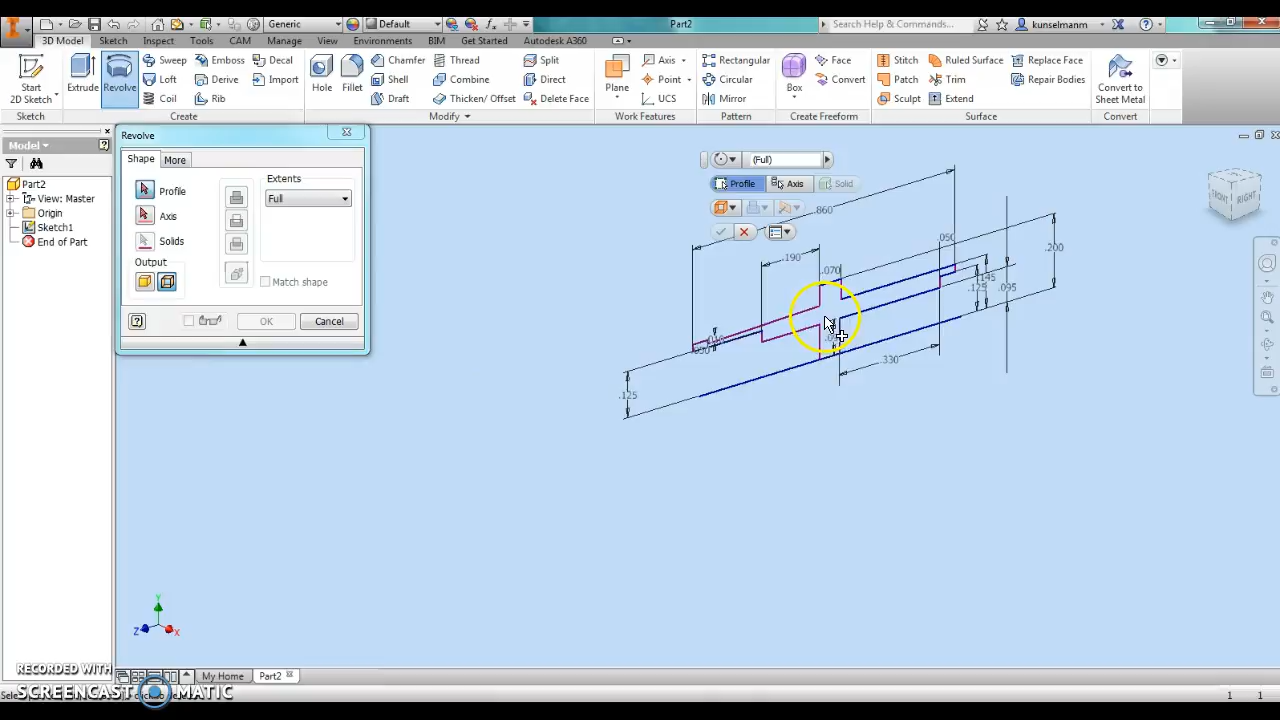 Generic
Default
Part2
Search Help & Commands...
kunselmanm
3D Model Sketch Inspect Tools CAM Manage View Environments BIM Get Started Autodesk A360
Start
2D Sketch
Sketch
Extrude
Revolve
Sweep
Loft
Coil
Emboss
Derive
Rib
Decal
Import
Create
Hole
Fillet
Chamfer
Shell
Draft
Thread
Combine
Thicken/ Offset
Split
Direct
Delete Face
Modify
Plane
Axis
Point
UCS
Work Features
Rectangular
Circular
Mirror
Pattern
Box
Face
Convert
Create Freeform
Stitch
Patch
Sculpt
Ruled Surface
Trim
Extend
Replace Face
Repair Bodies
Surface
Convert to
Sheet Metal
Convert
Model
Part2
View: Master
Origin
Sketch1
End of Part
Revolve
Shape More
Profile
Axis
Solids
Output
Extents
Full
Match shape
OK
Cancel
(Full)
Profile Axis Solid
.860
.190
.070
.050
.200
.145
.125
.095
.330
.125
FRONT
RIGHT
Y
Z
X
RECORDED WITH
SCREENCAST MATIC
My Home
Part2
1 1